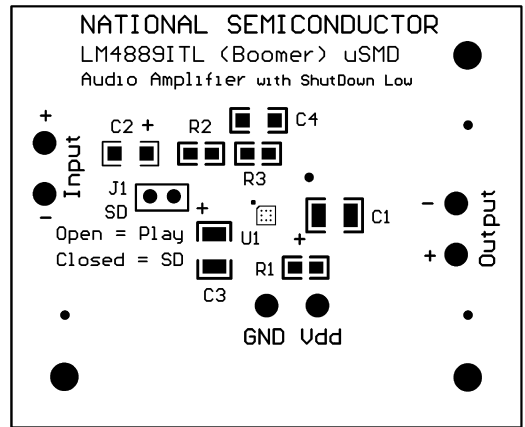 NATIONAL SEMICONDUCTOR
LM4889ITL (Boomer) uSMD
Audio Amplifier with ShutDown Low
+
Input
-
C2 +
R2
C4
R3
J1
SD
+
U1
C1
Open = Play
Closed = SD
C3
+
R1
GND Vdd
-
Output
+